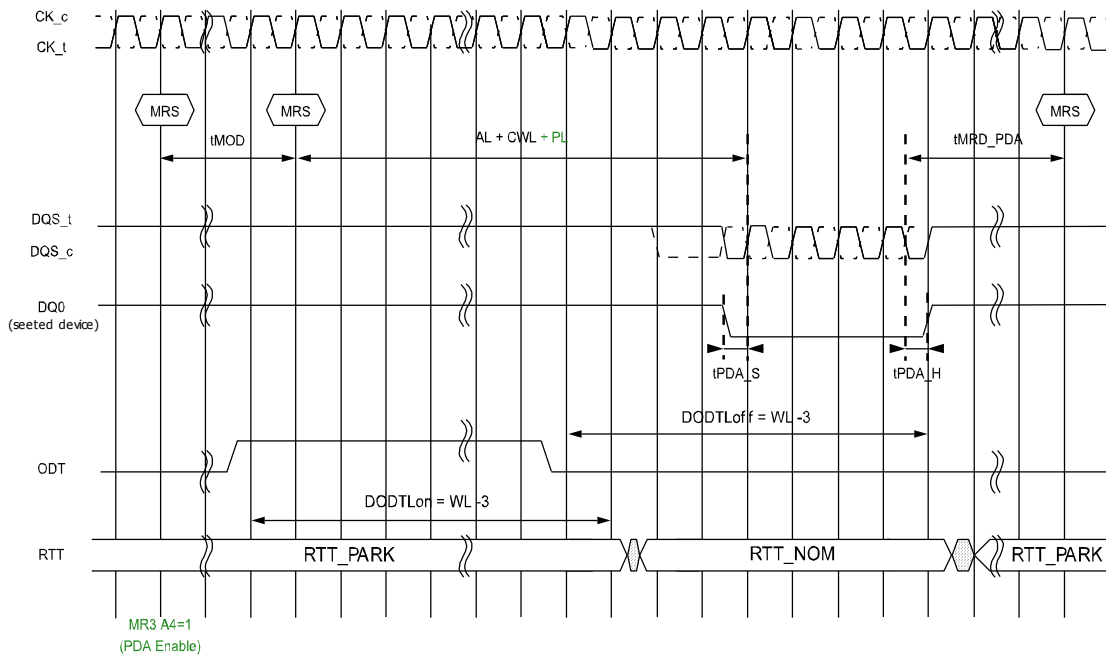 CK_c
CK_t
MRS
MRS
MRS
tMOD
AL + CWL + PL
tMRD_PDA
DQS_t
DQS_c
DQ0
(seeted device)
tPDA_S
tPDA_H
DODTLoff = WL -3
ODT
DODTLon = WL -3
RTT
RTT_PARK
RTT_NOM
RTT_PARK
MR3 A4=1
(PDA Enable)